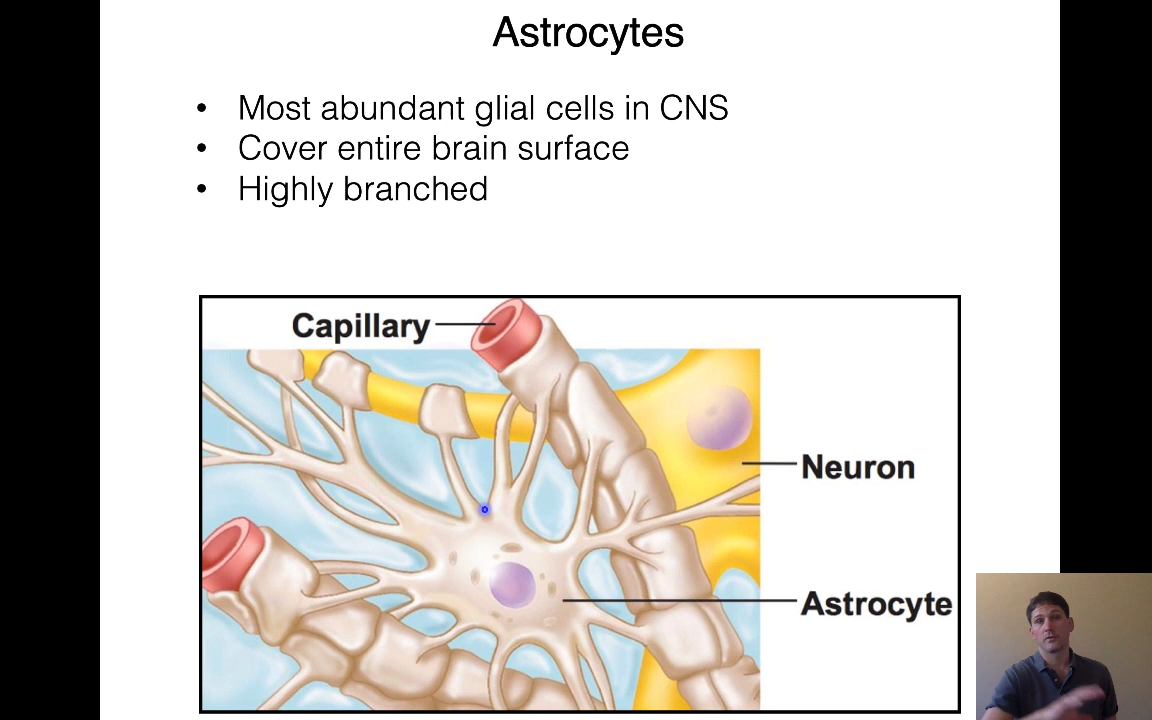 Astrocytes
• Most abundant glial cells in CNS
• Cover entire brain surface
• Highly branched
Capillary
Neuron
Astrocyte